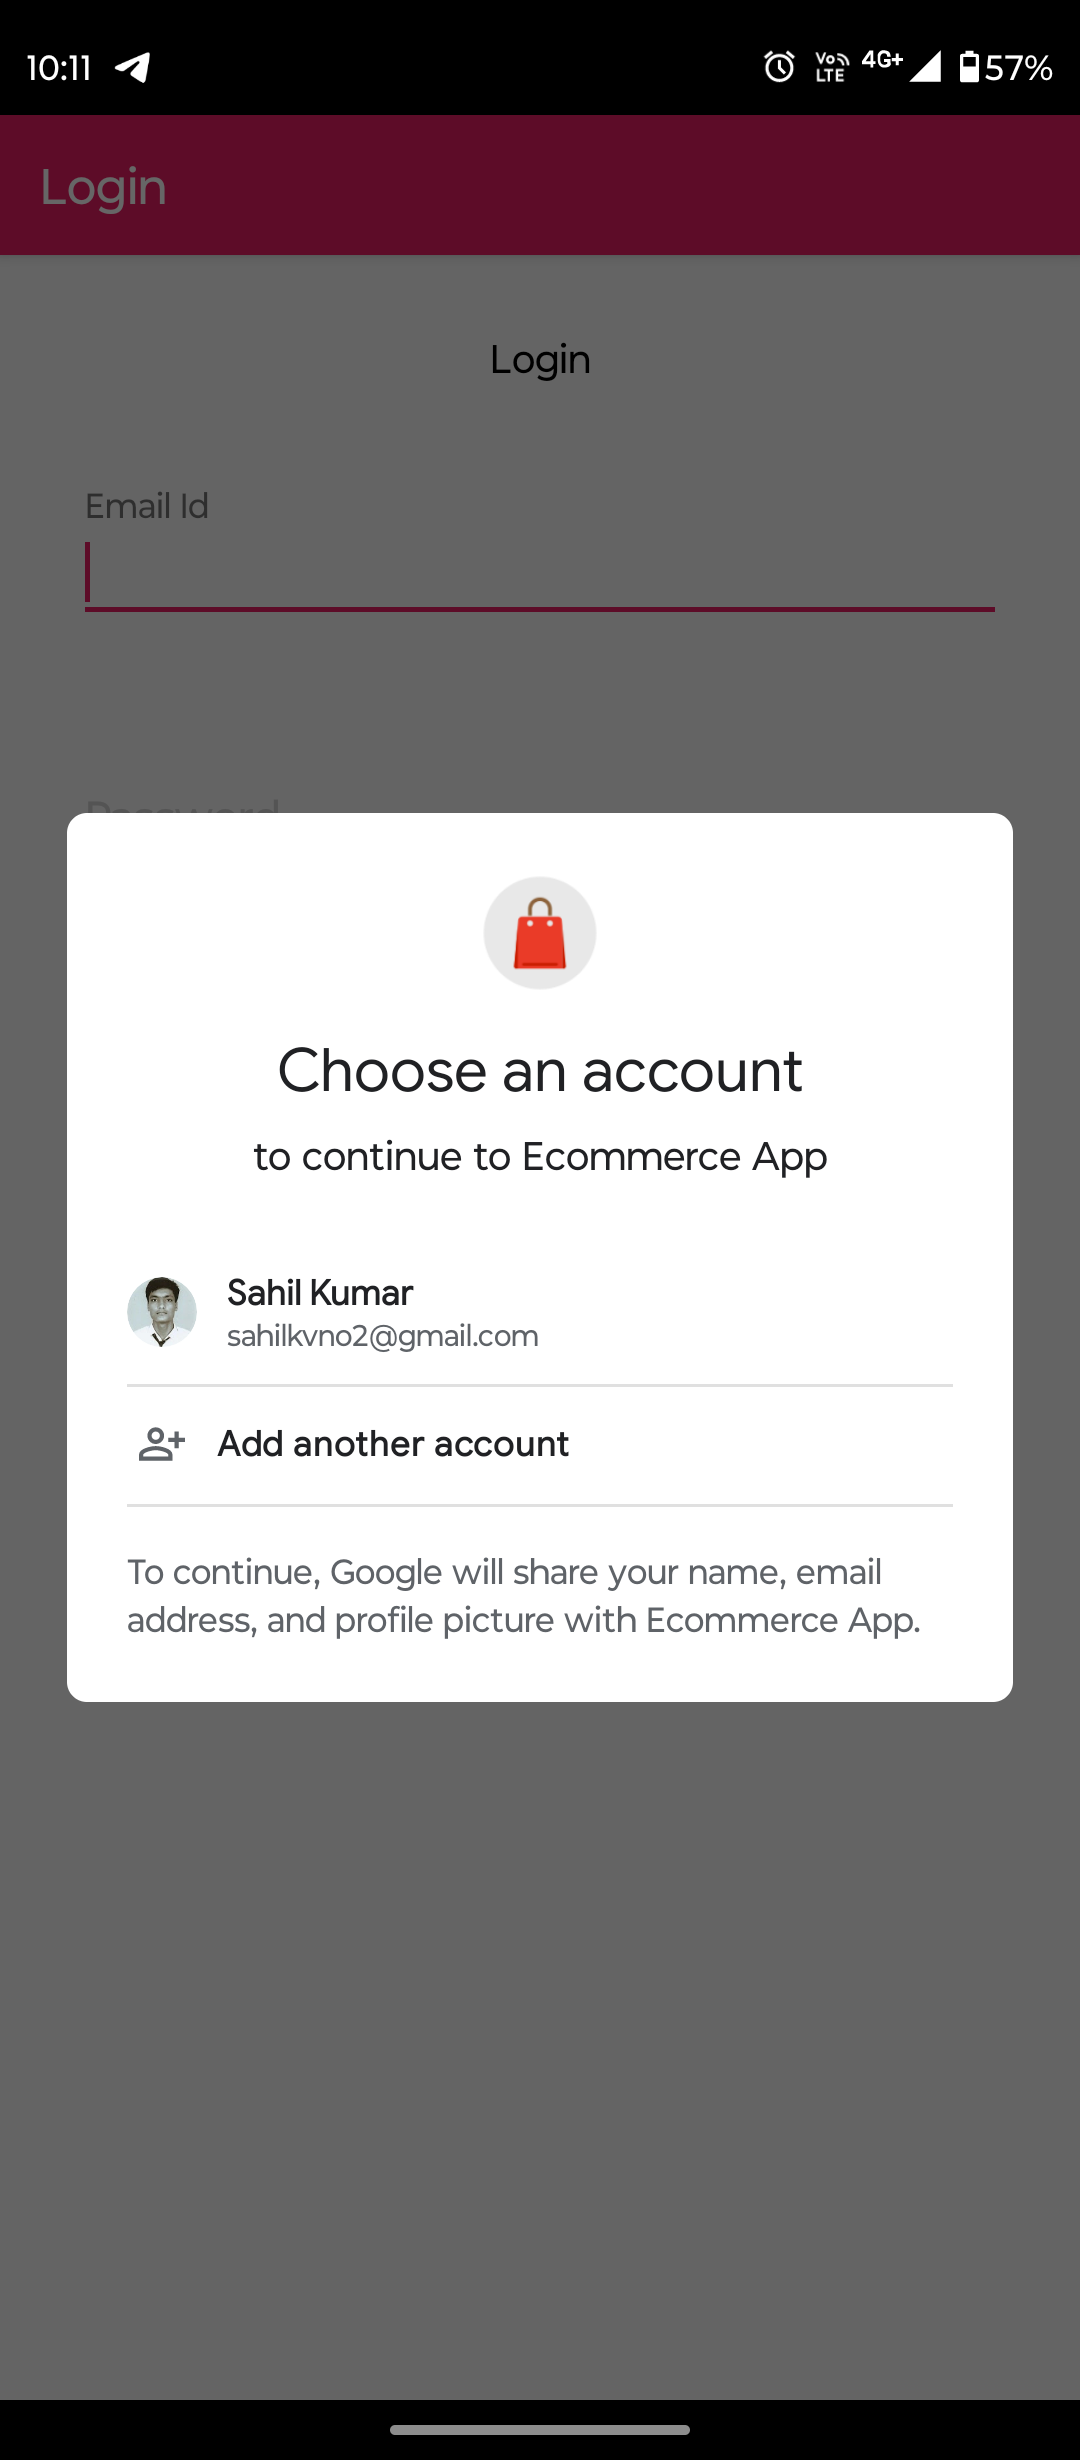 10:11
Vo LTE 4G+ 57%
Login
Login
Email Id
Password
Choose an account
to continue to Ecommerce App
Sahil Kumar
sahilkvno2@gmail.com
Add another account
To continue, Google will share your name, email
address, and profile picture with Ecommerce App.